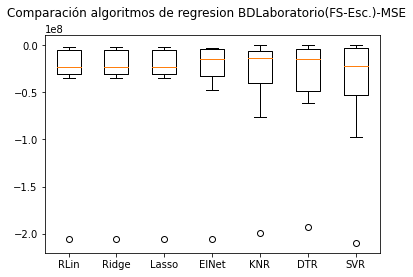 Comparación algoritmos de regresion BDLaboratorio(FS-Esc.)-MSE
1e8
0.0
−0.5
−1.0
−1.5
−2.0
RLin Ridge Lasso ElNet KNR DTR SVR